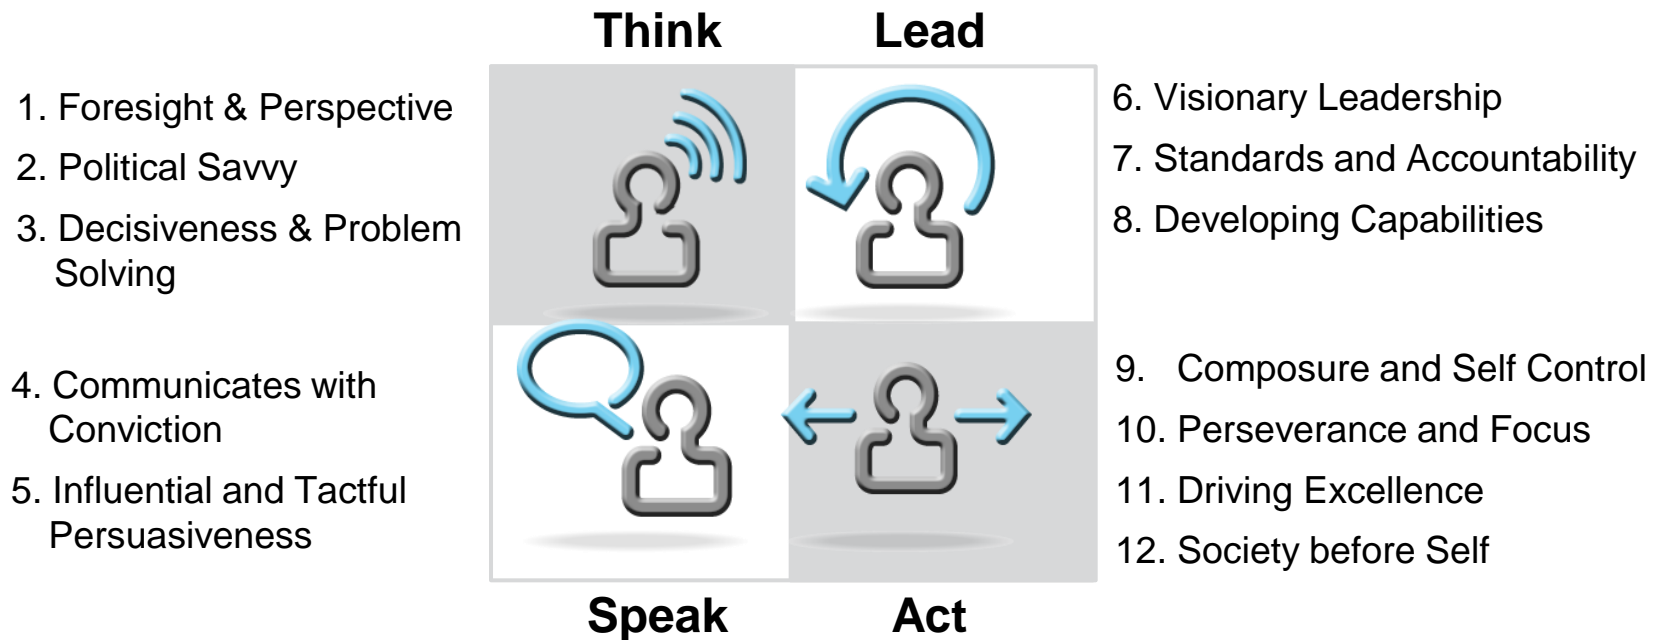 Think
Lead
1. Foresight & Perspective
2. Political Savvy
3. Decisiveness & Problem
Solving
4. Communicates with
Conviction
5. Influential and Tactful
Persuasiveness
6. Visionary Leadership
7. Standards and Accountability
8. Developing Capabilities
9. Composure and Self Control
10. Perseverance and Focus
11. Driving Excellence
12. Society before Self
Speak
Act